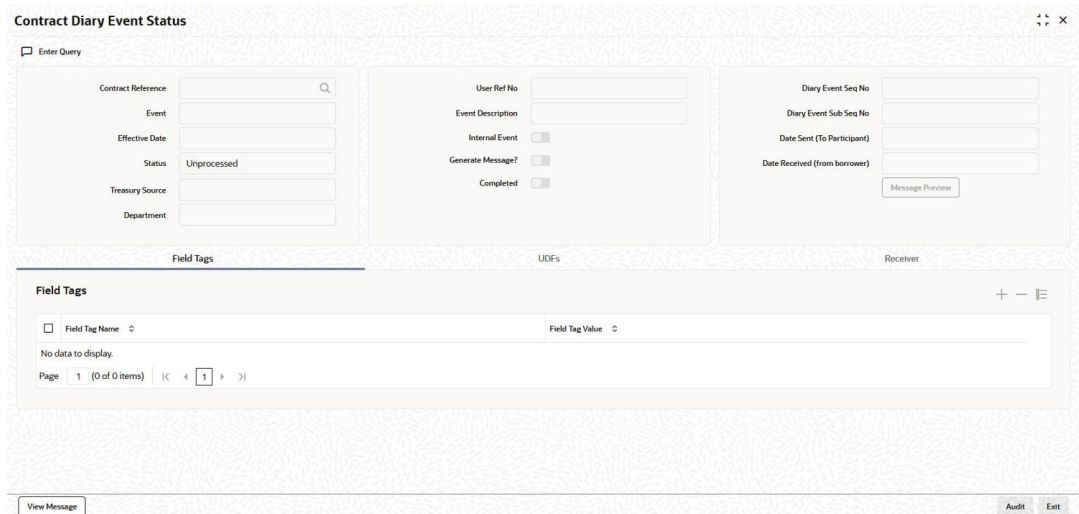 Contract Diary Event Status
Enter Query
Contract Reference
Event
Effective Date
Status Unprocessed
Treasury Source
Department
User Ref No
Event Description
Internal Event
Generate Message?
Completed
Diary Event Seq No
Diary Event Sub Seq No
Date Sent (To Participant)
Date Received (from borrower)
Message Preview
Field Tags UDFs Receiver
Field Tags
Field Tag Name Field Tag Value
No data to display.
Page 1 (0 of 0 items) 1
View Message Audit Exit